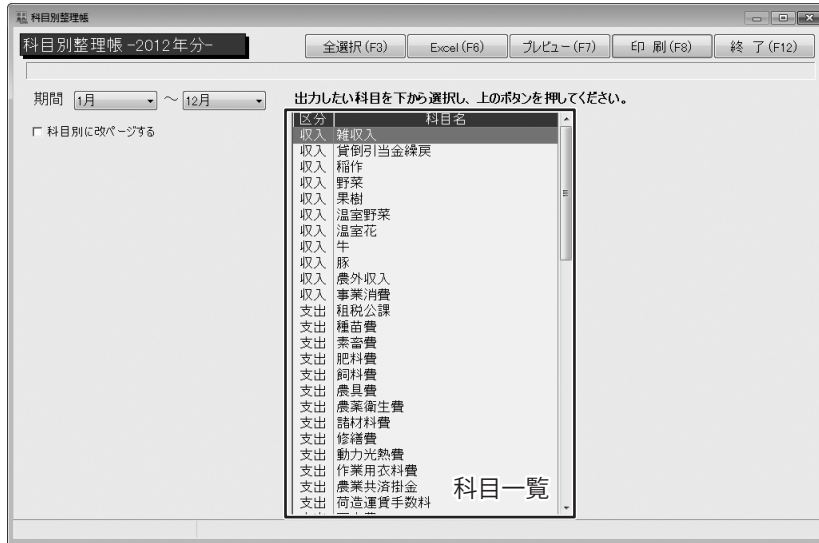 科目別整理帳
科目別整理帳 -2012年分-
全選択(F3) Excel(F6) プレビュー(F7) 印 刷(F8) 終 了(F12)
期間 1月 ～ 12月
出力したい科目を下から選択し、上のボタンを押してください。
科目別に改ページする
区分 科目名
収入 雑収入
収入 貸倒引当金繰戻
収入 稲作
収入 野菜
収入 果樹
収入 温室野菜
収入 温室花
収入 牛
収入 豚
収入 農外収入
収入 事業消費
支出 租税公課
支出 種苗費
支出 素畜費
支出 肥料費
支出 飼料費
支出 農具費
支出 農薬衛生費
支出 諸材料費
支出 修繕費
支出 動力光熱費
支出 作業用衣料費
支出 農業共済掛金
支出 荷造運賃手数料
科目一覧